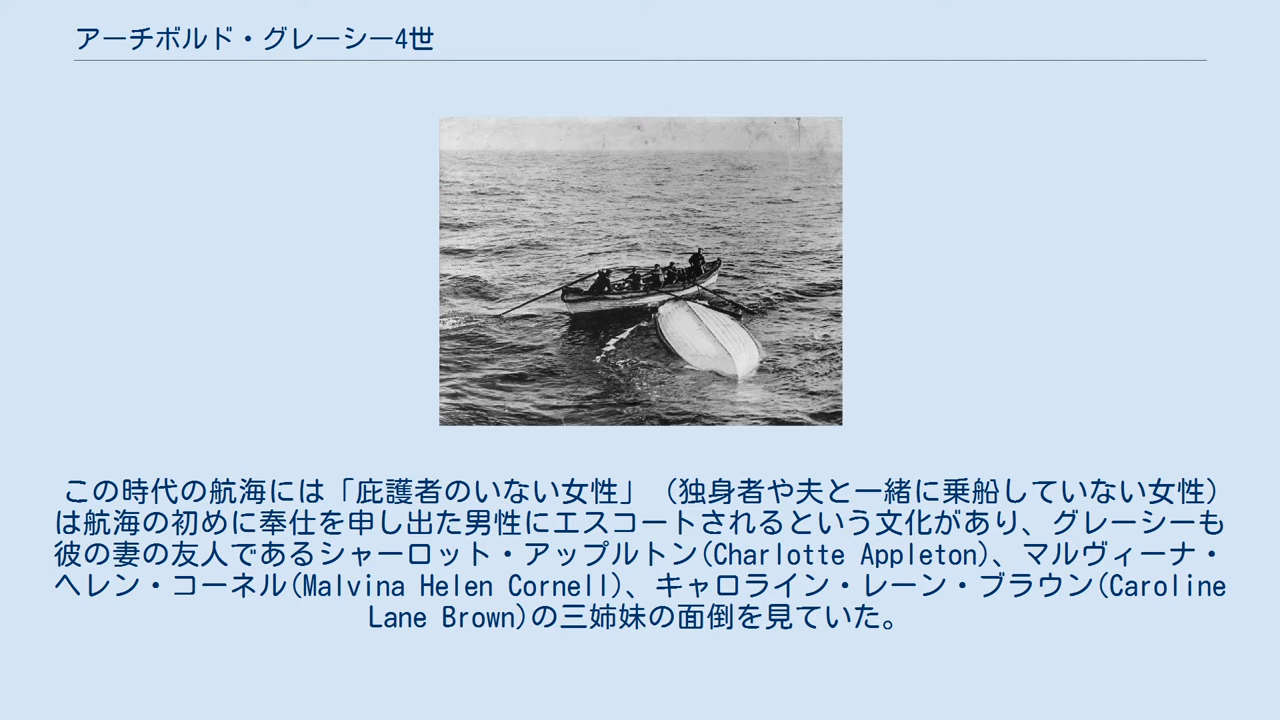 アーチボルド・グレーシー4世
この時代の航海には「庇護者のいない女性」（独身者や夫と一緒に乗船していない女性）
は航海の初めに奉仕を申し出た男性にエスコートされるという文化があり、グレーシーも
彼の妻の友人であるシャーロット・アップルトン(Charlotte Appleton)、マルヴィーナ・
ヘレン・コーネル(Malvina Helen Cornell)、キャロライン・レーン・ブラウン(Caroline
Lane Brown)の三姉妹の面倒を見ていた。